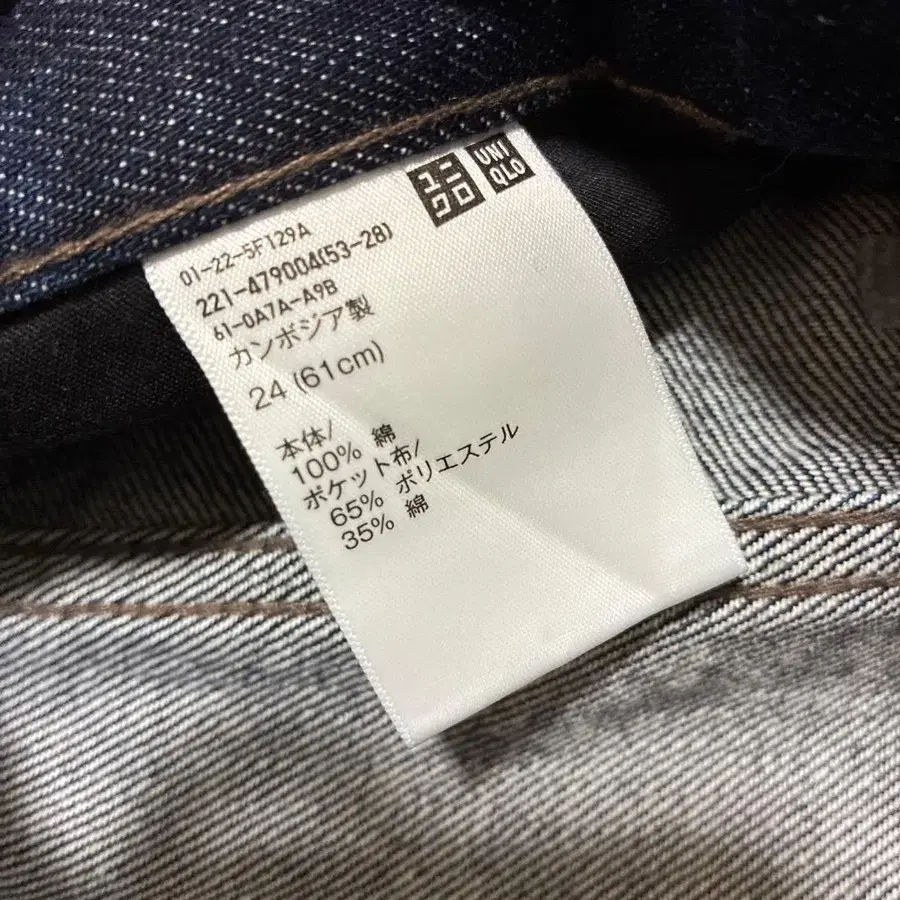 ユニ
クロ
UNI
QLO
01-22-5F129A
221-479004(53-28)
61-0A7A-A9B
カンボジア製
24 (61cm)
本体/
100% 綿
ポケット布/
65% ポリエステル
35% 綿